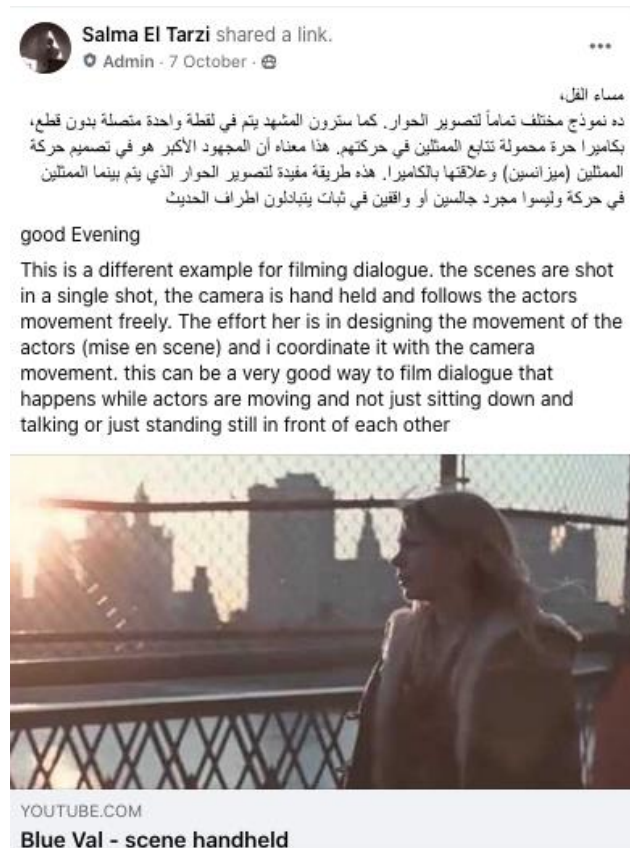 Salma El Tarzi shared a link.
Admin · 7 October ·
مساء الفل،
ده نموذج مختلف تماماً لتصوير الحوار. كما سترون المشهد يتم في لقطة واحدة متصلة بدون قطع،
بكاميرا حرة محمولة تتابع الممثلين في حركتهم. هذا معناه أن المجهود الأكبر هو في تصميم حركة
الممثلين (ميزانسين) وعلاقتها بالكاميرا. هذه طريقة مفيدة لتصوير الحوار الذي يتم بينما الممثلين
في حركة وليسوا مجرد جالسين أو واقفين في ثبات يتبادلون اطراف الحديث
good Evening
This is a different example for filming dialogue. the scenes are shot
in a single shot, the camera is hand held and follows the actors
movement freely. The effort her is in designing the movement of the
actors (mise en scene) and i coordinate it with the camera
movement. this can be a very good way to film dialogue that
happens while actors are moving and not just sitting down and
talking or just standing still in front of each other
YOUTUBE.COM
Blue Val - scene handheld